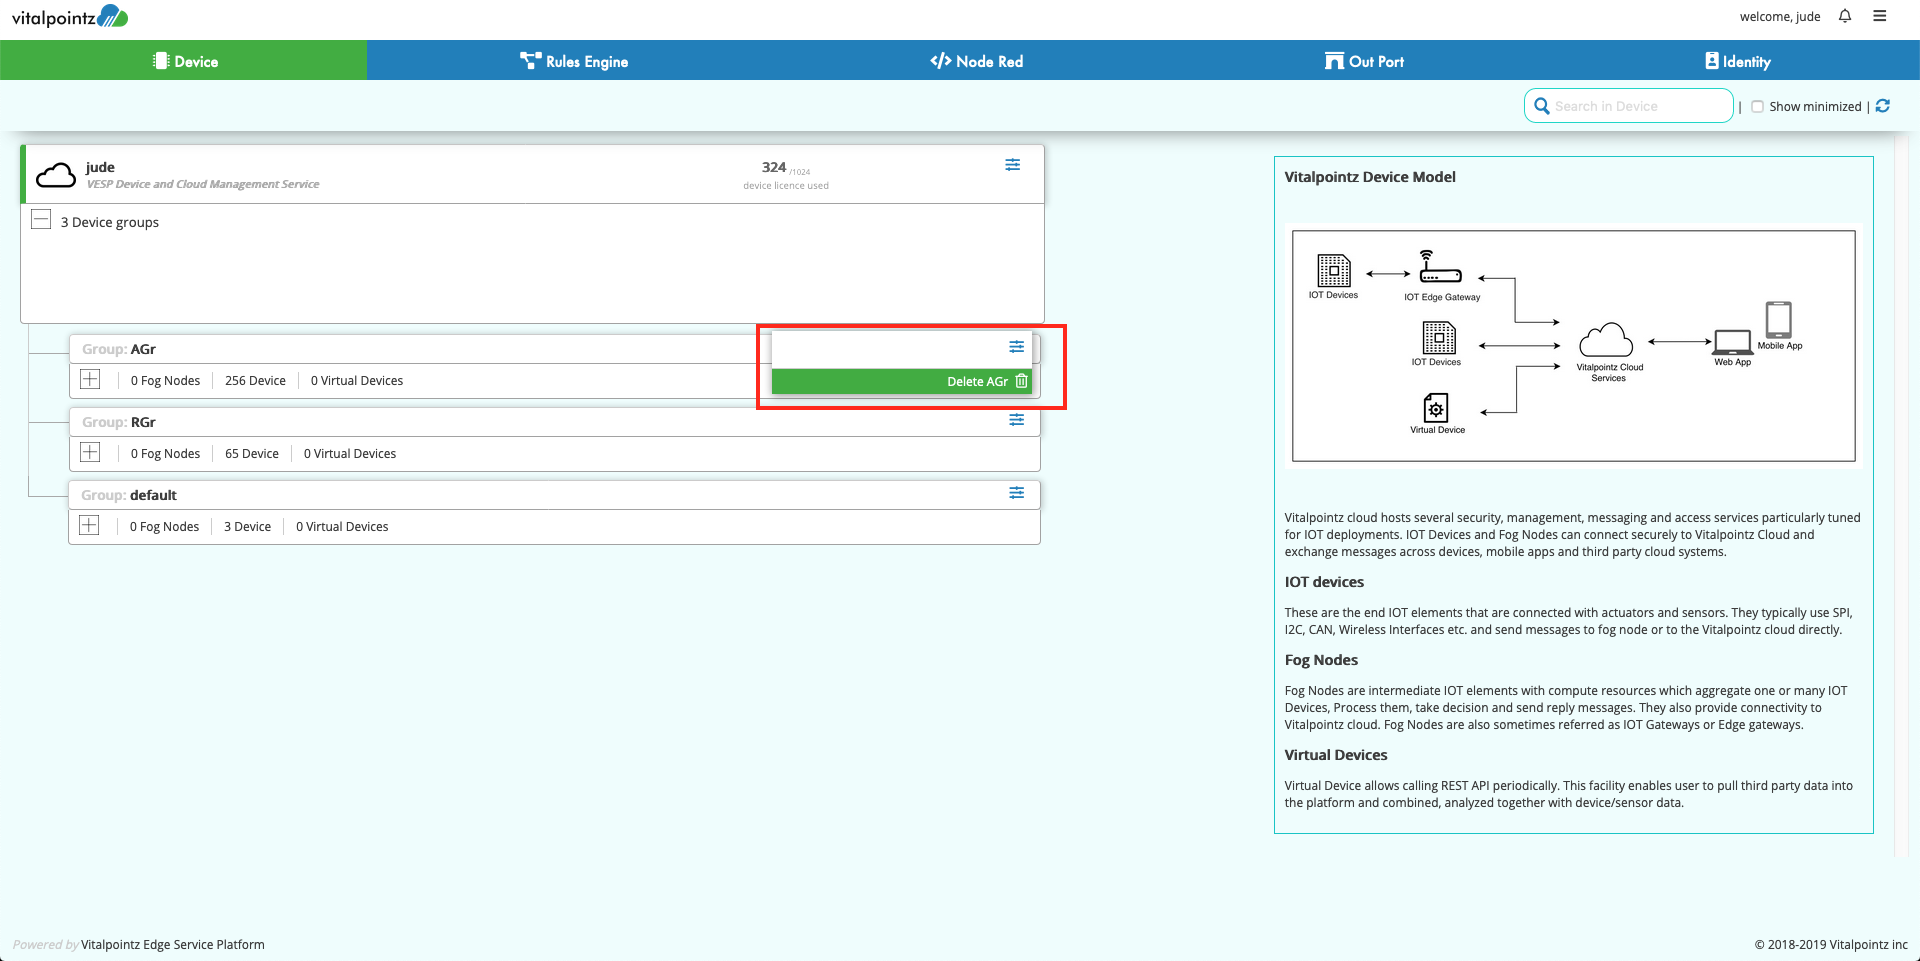 vitalpointz
welcome, jude
Device
Rules Engine
Node Red
Out Port
Identity
Search in Device
| Show minimized |
jude
VESP Device and Cloud Management Service
324 /1024
device licence used
3 Device groups
Group: AGr
0 Fog Nodes | 256 Device | 0 Virtual Devices
Delete AGr
Group: RGr
0 Fog Nodes | 65 Device | 0 Virtual Devices
Group: default
0 Fog Nodes | 3 Device | 0 Virtual Devices
Vitalpointz Device Model
IOT Devices
IOT Edge Gateway
IOT Devices
Virtual Device
Vitalpointz Cloud
Services
Web App
Mobile App
Vitalpointz cloud hosts several security, management, messaging and access services particularly tuned
for IOT deployments. IOT Devices and Fog Nodes can connect securely to Vitalpointz Cloud and
exchange messages across devices, mobile apps and third party cloud systems.
IOT devices
These are the end IOT elements that are connected with actuators and sensors. They typically use SPI,
I2C, CAN, Wireless Interfaces etc. and send messages to fog node or to the Vitalpointz cloud directly.
Fog Nodes
Fog Nodes are intermediate IOT elements with compute resources which aggregate one or many IOT
Devices, Process them, take decision and send reply messages. They also provide connectivity to
Vitalpointz cloud. Fog Nodes are also sometimes referred as IOT Gateways or Edge gateways.
Virtual Devices
Virtual Device allows calling REST API periodically. This facility enables user to pull third party data into
the platform and combined, analyzed together with device/sensor data.
Powered by Vitalpointz Edge Service Platform
© 2018-2019 Vitalpointz inc